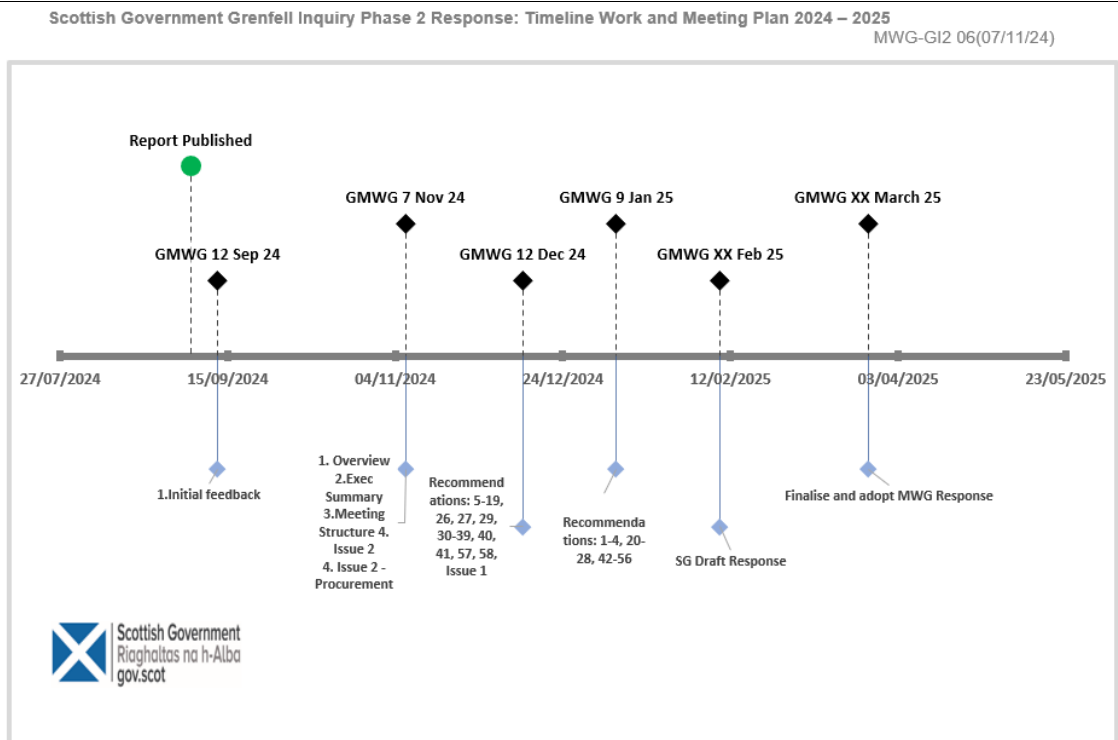 Scottish Government Grenfell Inquiry Phase 2 Response: Timeline Work and Meeting Plan 2024 – 2025
MWG-GI2 06(07/11/24)
Report Published
GMWG 7 Nov 24
GMWG 9 Jan 25
GMWG XX March 25
GMWG 12 Sep 24
GMWG 12 Dec 24
GMWG XX Feb 25
27/07/2024
15/09/2024
04/11/2024
24/12/2024
12/02/2025
03/04/2025
23/05/2025
1.Initial feedback
1. Overview
2.Exec
Summary
3.Meeting
Structure 4.
Issue 2
4. Issue 2 -
Procurement
Recommend
ations: 5-19,
26, 27, 29,
30-39, 40,
41, 57, 58,
Issue 1
Recommenda
tions: 1-4, 20-
28, 42-56
SG Draft Response
Finalise and adopt MWG Response
Scottish Government
Riaghaltas na h-Alba
gov.scot